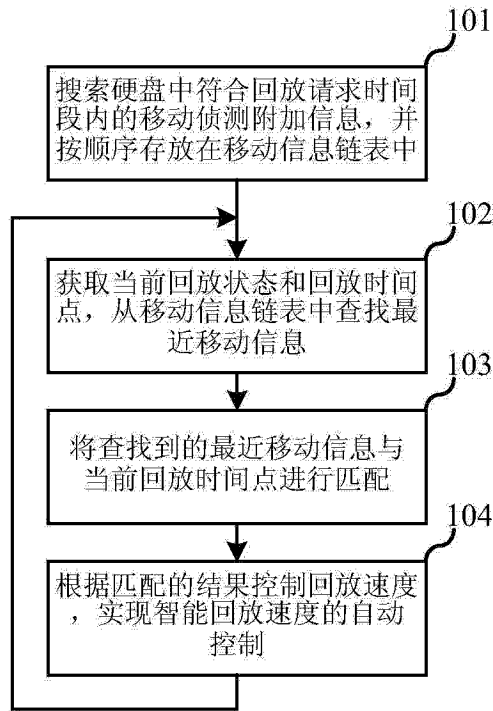 101
搜索硬盘中符合回放请求时间
段内的移动侦测附加信息，并
按顺序存放在移动信息链表中
102
获取当前回放状态和回放时间
点，从移动信息链表中查找最
近移动信息
103
将查找到的最近移动信息与
当前回放时间点进行匹配
104
根据匹配的结果控制回放速度
，实现智能回放速度的自动
控制